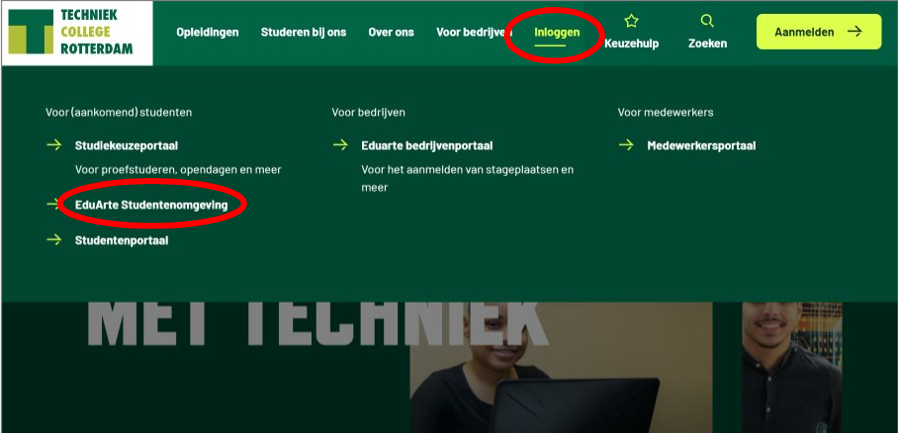 TECHNIEK
COLLEGE
ROTTERDAM
Opleidingen
Studeren bij ons
Over ons
Voor bedrijven
Inloggen
Keuzehulp
Zoeken
Aanmelden
Voor (aankomend) studenten
Studiekeuzeportaal
Voor proefstuderen, opendagen en meer
EduArte Studentenomgeving
Studentenportaal
Voor bedrijven
Eduarte bedrijvenportaal
Voor het aanmelden van stageplaatsen en
meer
Voor medewerkers
Medewerkersportaal
MET TECHNIEK